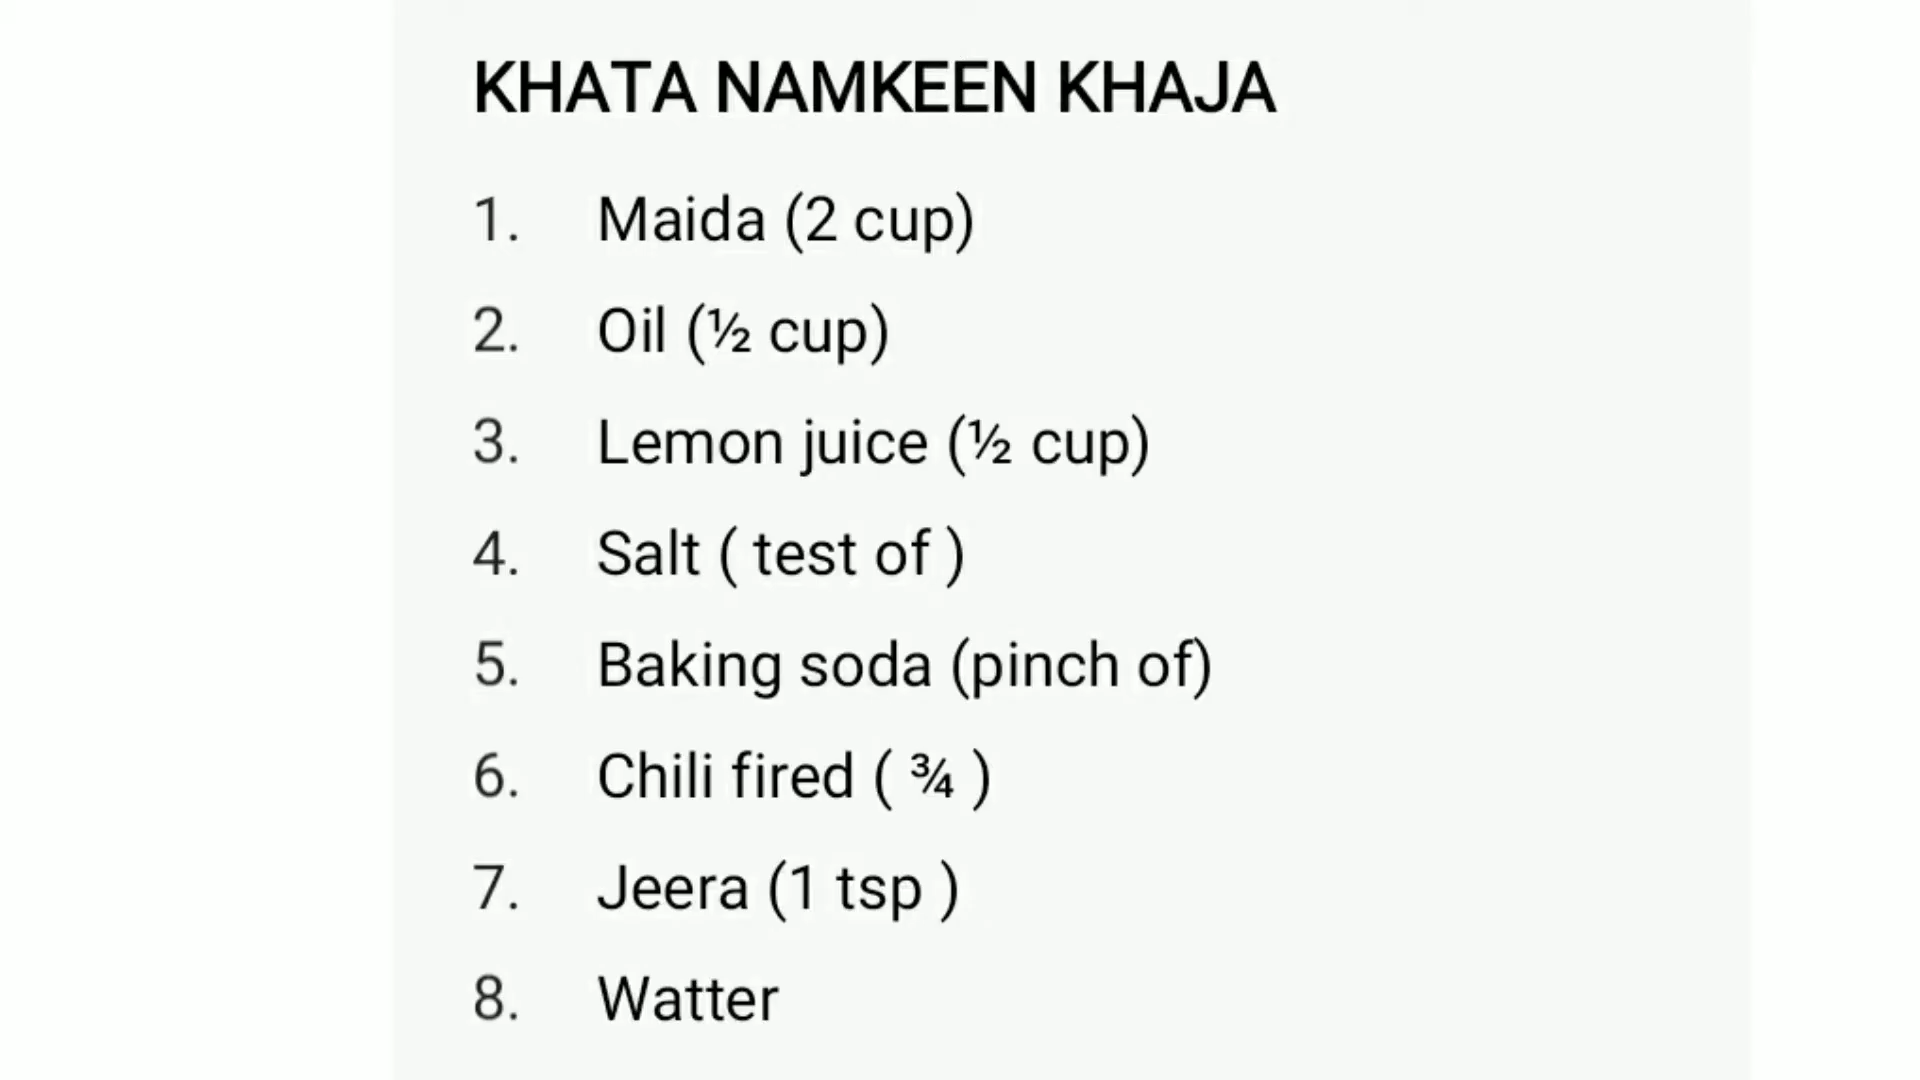 KHATA NAMKEEN KHAJA
1. Maida (2 cup)
2. Oil (½ cup)
3. Lemon juice (½ cup)
4. Salt ( test of )
5. Baking soda (pinch of)
6. Chili fired ( ¾ )
7. Jeera (1 tsp )
8. Watter